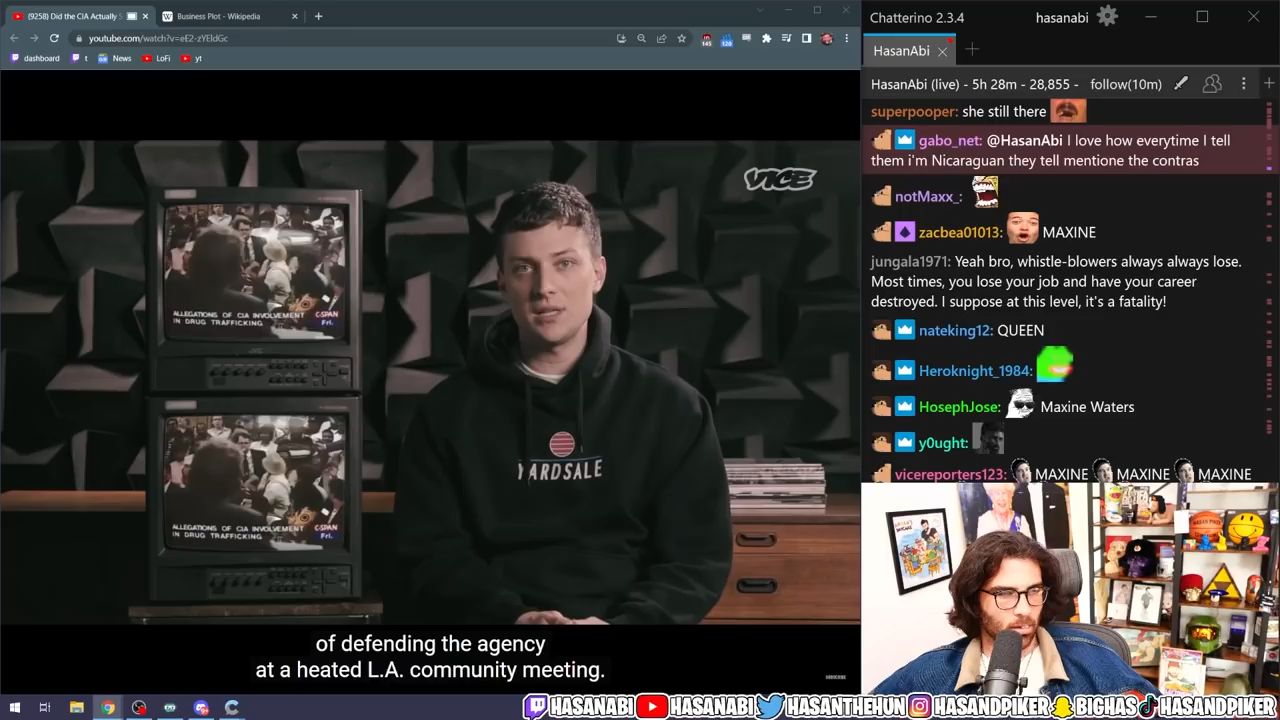 (9258) Did the CIA Actually S
Business Plot - Wikipedia
youtube.com/watch?v=eE2-zYEldGc
145
120
dashboard
t
News
LoFi
yt
VICE
ALLEGATIONS OF CIA INVOLVEMENT
IN DRUG TRAFFICKING
C-SPAN
Fri.
ALLEGATIONS OF CIA INVOLVEMENT
IN DRUG TRAFFICKING
C-SPAN
Fri.
YARDSALE
of defending the agency
at a heated L.A. community meeting.
Chatterino 2.3.4
hasanabi
HasanAbi
HasanAbi (live) - 5h 28m - 28,855 - follow(10m)
superpooper: she still there
gabo_net: @HasanAbi I love how everytime I tell
them i'm Nicaraguan they tell mentione the contras
notMaxx_:
zacbea01013: MAXINE
jungala1971: Yeah bro, whistle-blowers always always lose.
Most times, you lose your job and have your career
destroyed. I suppose at this level, it's a fatality!
nateking12: QUEEN
Heroknight_1984:
HosephJose: Maxine Waters
y0ught:
vicereporters123: MAXINE MAXINE MAXINE
HASANABI HASANABI HASANTHEHUN HASANDPIKER BIGHAS HASANDPIKER